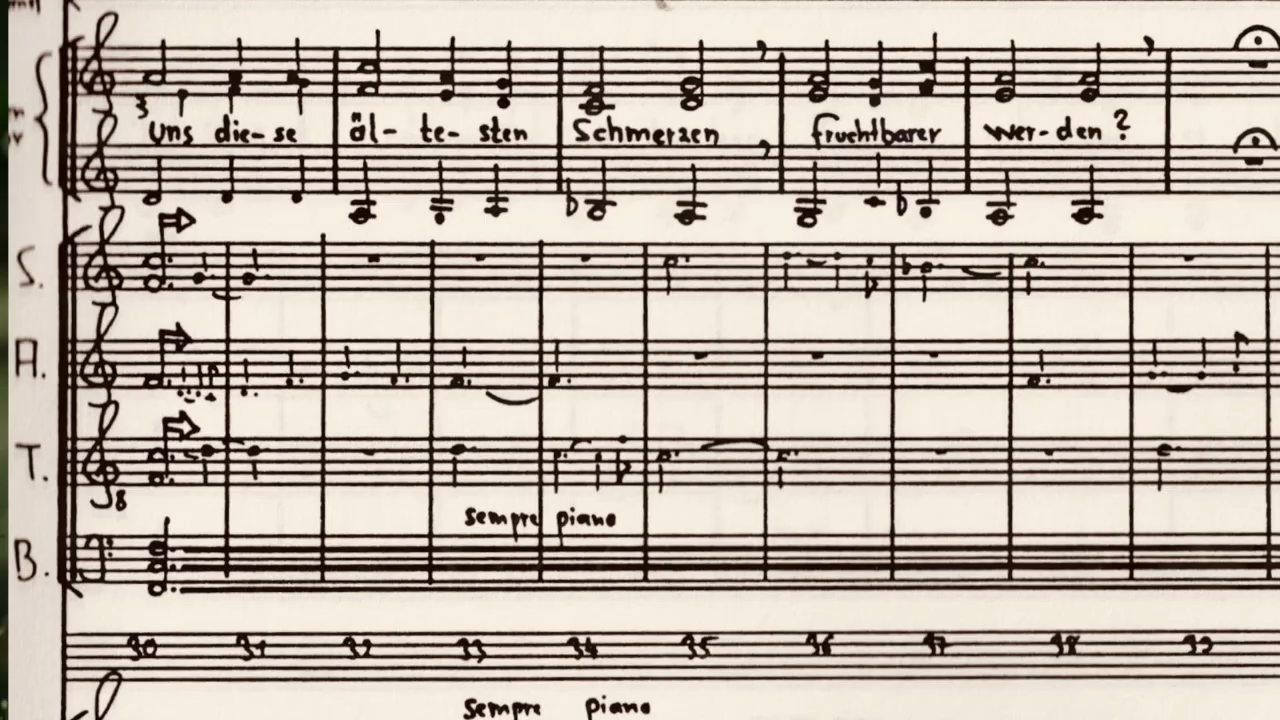 uns die-se äl-te-sten Schmerzen fruchtbarer wer-den?
S.
A.
T.
8
sempre piano
B.
30 31 32 33 34 35 36 37 38 39
sempre piano